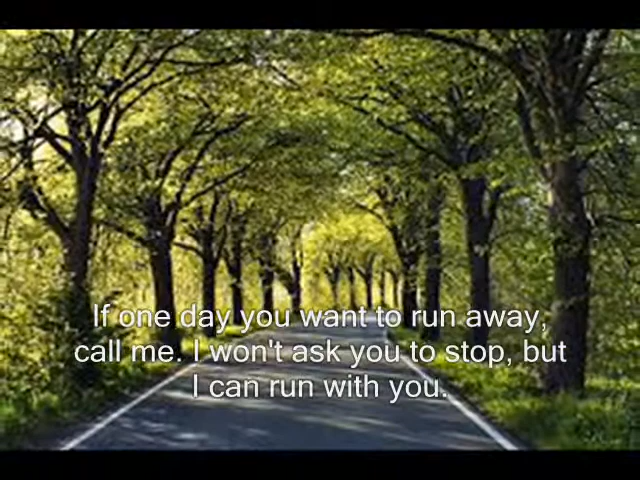 If one day you want to run away,
call me. I won't ask you to stop, but
I can run with you.